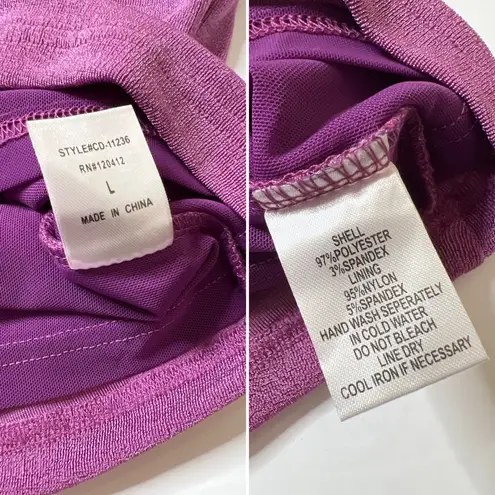 STYLE#CD-11236
RN#120412
L
MADE IN CHINA
SHELL
97%POLYESTER
3%SPANDEX
LINING
95%NYLON
5%SPANDEX
HAND WASH SEPERATELY
IN COLD WATER
DO NOT BLEACH
LINE DRY
COOL IRON IF NECESSARY